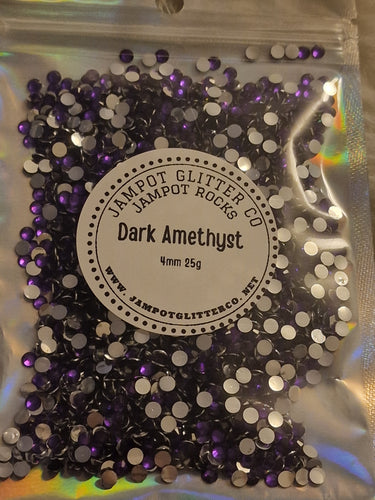 JAMPOT GLITTER CO
JAMPOT ROCKS
Dark Amethyst
4mm 25g
WWW.JAMPOTGLITTERCO.NET